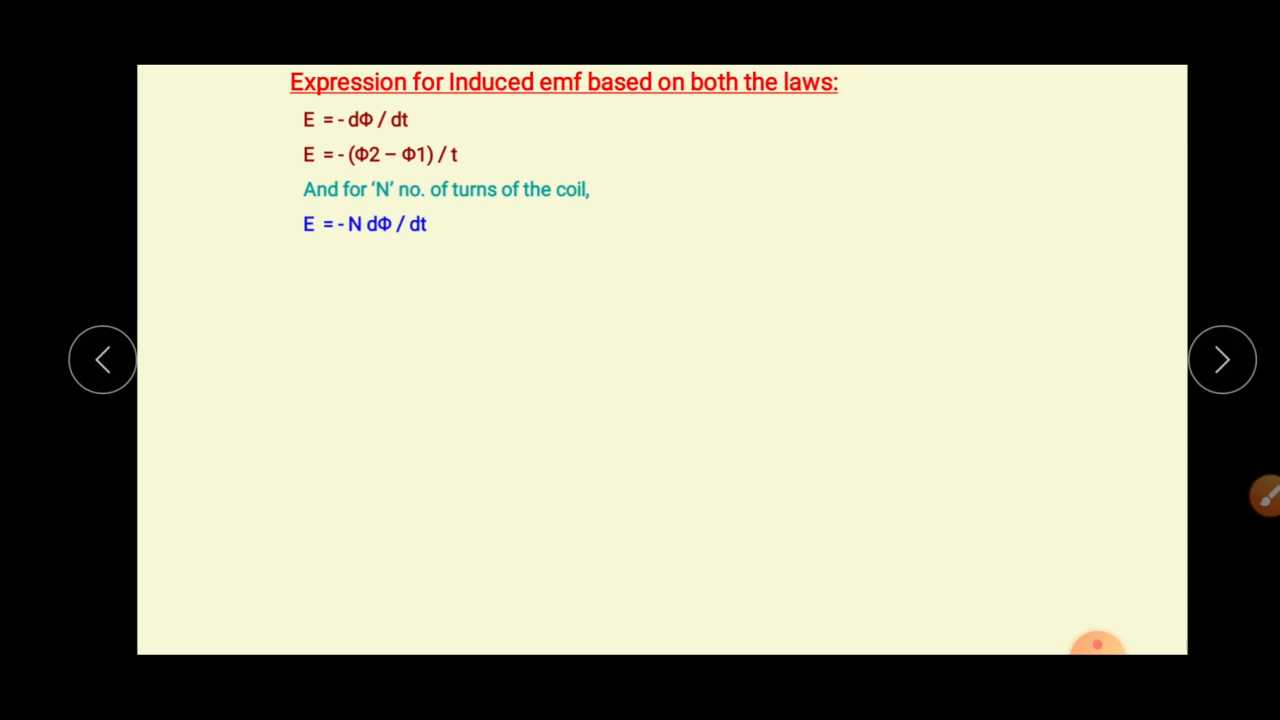 Expression for Induced emf based on both the laws:
E = - dΦ / dt
E = - (Φ2 – Φ1) / t
And for ‘N’ no. of turns of the coil,
E = - N dΦ / dt